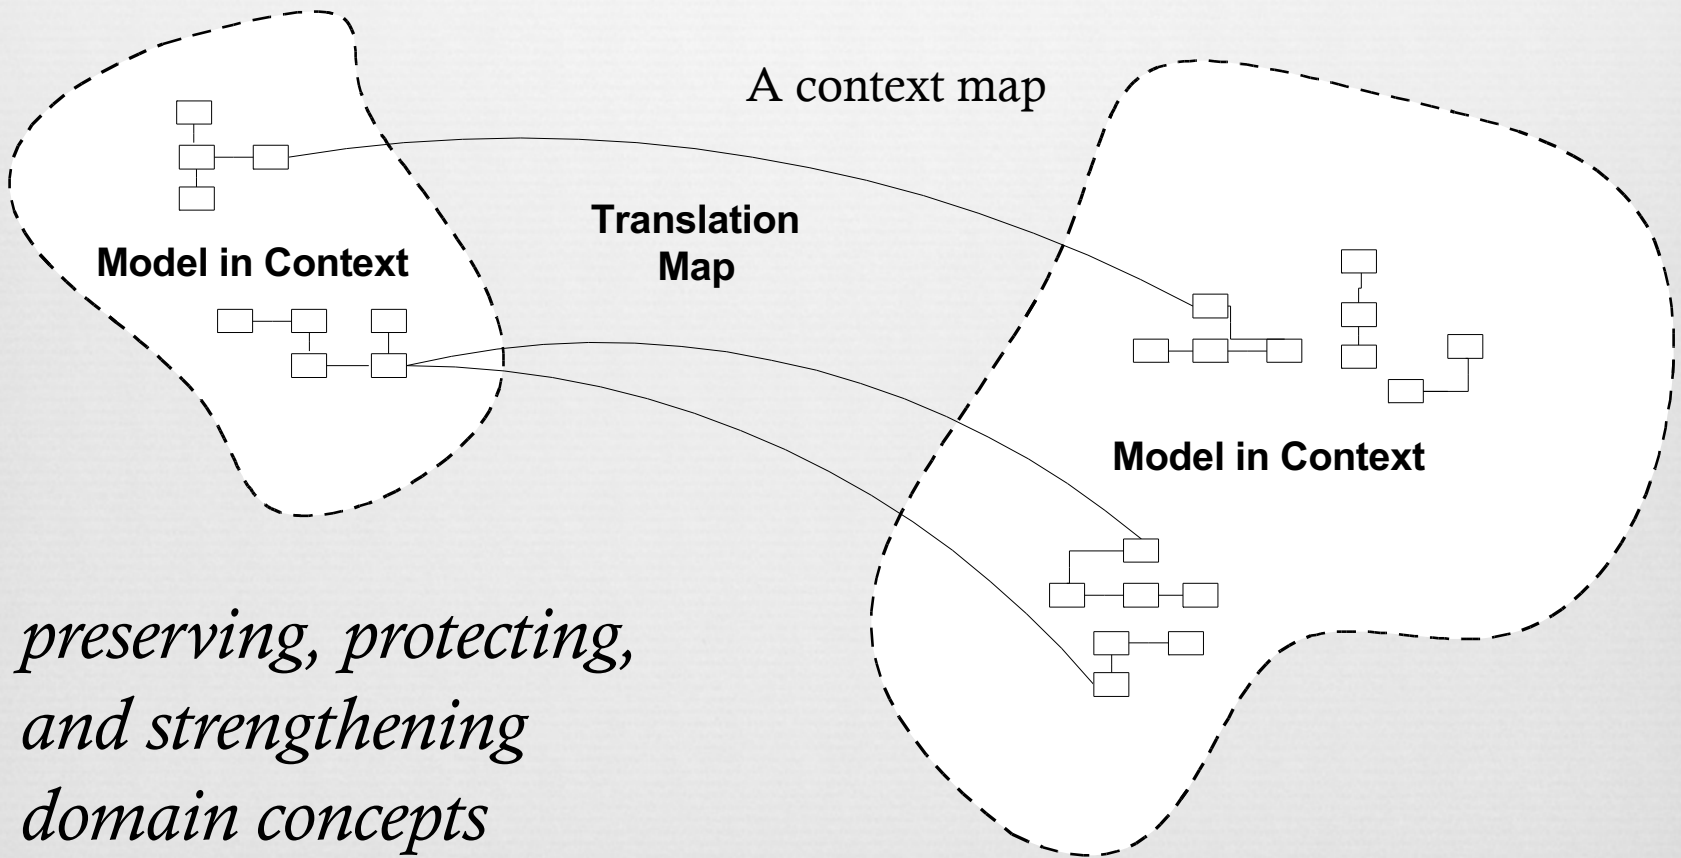 A context map
Translation
Map
Model in Context
Model in Context
preserving, protecting,
and strengthening
domain concepts